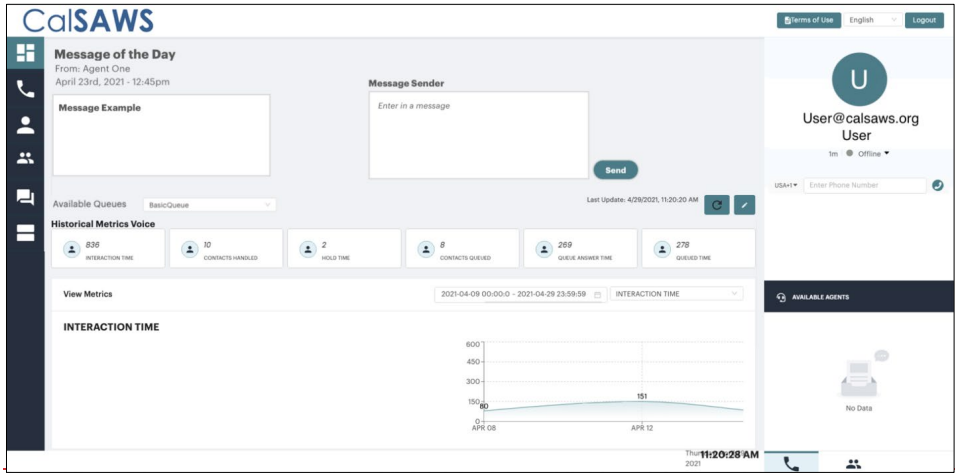 CalSAWS
Terms of Use
English
Logout
Message of the Day
From: Agent One
April 23rd, 2021 - 12:45pm
Message Example
Message Sender
Enter in a message
Send
U
User@calsaws.org
User
1m
Offline
USA+1
Enter Phone Number
Available Queues
BasicQueue
Last Update: 4/29/2021, 11:20:20 AM
Historical Metrics Voice
836
INTERACTION TIME
10
CONTACTS HANDLED
2
HOLD TIME
8
CONTACTS QUEUED
269
QUEUE ANSWER TIME
278
QUEUED TIME
View Metrics
2021-04-09 00:00:0 ~ 2021-04-29 23:59:59
INTERACTION TIME
AVAILABLE AGENTS
INTERACTION TIME
600
450
300
150
0
80
151
APR 08
APR 12
No Data
2021
11:20:28 AM